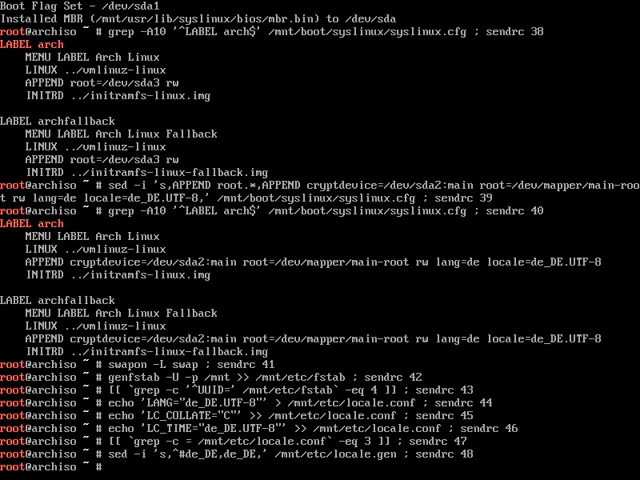 Boot Flag Set - /dev/sda1
Installed MBR (/mnt/usr/lib/syslinux/bios/mbr.bin) to /dev/sda
root@archiso ~ # grep -A10 '^LABEL arch$' /mnt/boot/syslinux/syslinux.cfg ; sendrc 38
LABEL arch
    MENU LABEL Arch Linux
    LINUX ../vmlinuz-linux
    APPEND root=/dev/sda3 rw
    INITRD ../initramfs-linux.img

LABEL archfallback
    MENU LABEL Arch Linux Fallback
    LINUX ../vmlinuz-linux
    APPEND root=/dev/sda3 rw
    INITRD ../initramfs-linux-fallback.img
root@archiso ~ # sed -i 's,APPEND root.*,APPEND cryptdevice=/dev/sda2:main root=/dev/mapper/main-roo
t rw lang=de locale=de_DE.UTF-8,' /mnt/boot/syslinux/syslinux.cfg ; sendrc 39
root@archiso ~ # grep -A10 '^LABEL arch$' /mnt/boot/syslinux/syslinux.cfg ; sendrc 40
LABEL arch
    MENU LABEL Arch Linux
    LINUX ../vmlinuz-linux
    APPEND cryptdevice=/dev/sda2:main root=/dev/mapper/main-root rw lang=de locale=de_DE.UTF-8
    INITRD ../initramfs-linux.img

LABEL archfallback
    MENU LABEL Arch Linux Fallback
    LINUX ../vmlinuz-linux
    APPEND cryptdevice=/dev/sda2:main root=/dev/mapper/main-root rw lang=de locale=de_DE.UTF-8
    INITRD ../initramfs-linux-fallback.img
root@archiso ~ # swapon -L swap ; sendrc 41
root@archiso ~ # genfstab -U -p /mnt >> /mnt/etc/fstab ; sendrc 42
root@archiso ~ # [[ `grep -c '^UUID=' /mnt/etc/fstab` -eq 4 ]] ; sendrc 43
root@archiso ~ # echo 'LANG="de_DE.UTF-8"' > /mnt/etc/locale.conf ; sendrc 44
root@archiso ~ # echo 'LC_COLLATE="C"' >> /mnt/etc/locale.conf ; sendrc 45
root@archiso ~ # echo 'LC_TIME="de_DE.UTF-8"' >> /mnt/etc/locale.conf ; sendrc 46
root@archiso ~ # [[ `grep -c = /mnt/etc/locale.conf` -eq 3 ]] ; sendrc 47
root@archiso ~ # sed -i 's,^#de_DE,de_DE,' /mnt/etc/locale.gen ; sendrc 48
root@archiso ~ #